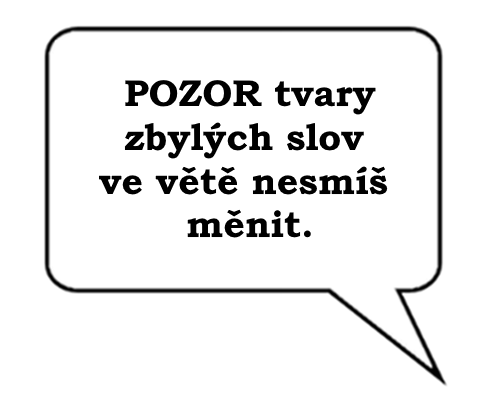 POZOR tvary
zbylých slov
ve větě nesmíš
měnit.